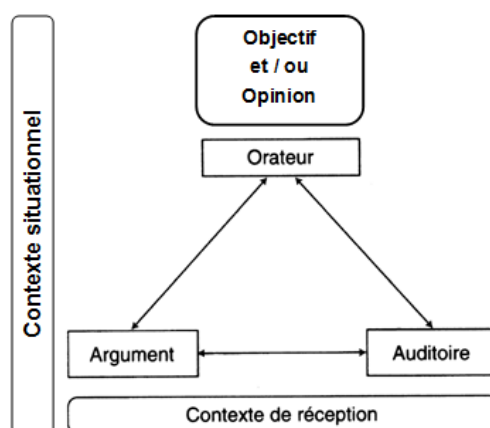 Contexte situationnel
Objectif
et / ou
Opinion
Orateur
Argument
Auditoire
Contexte de réception